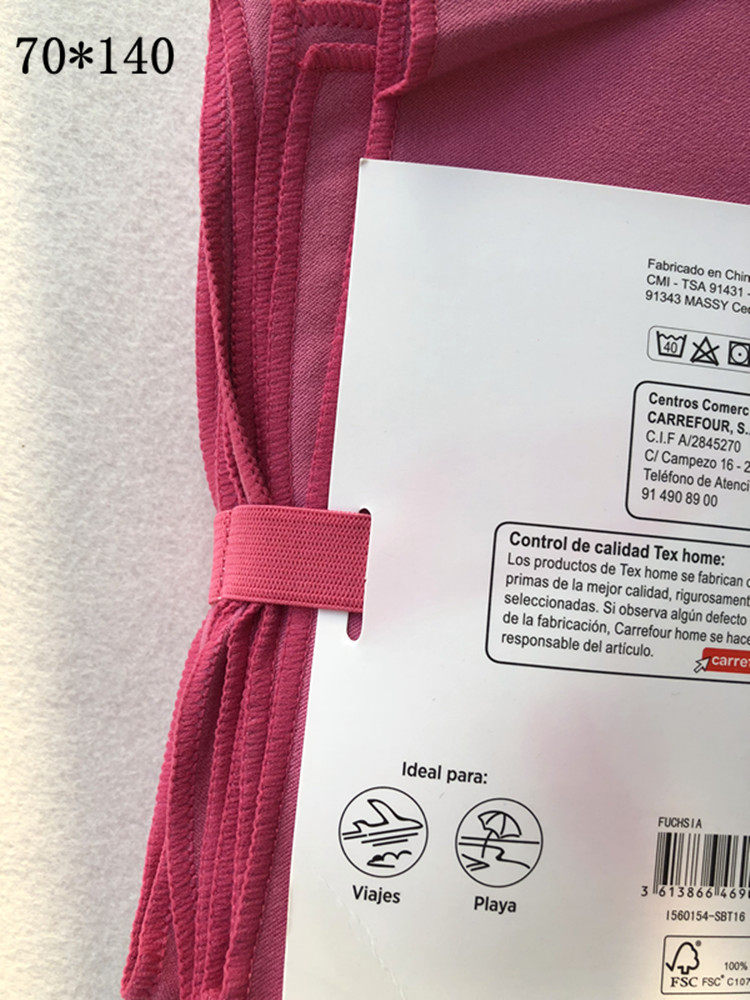 70*140
Fabricado en Chin
CMI - TSA 91431 -
91343 MASSY Ced
40
Centros Comerc
CARREFOUR, S.
C.I.F A/2845270
C/ Campezo 16 - 2
Teléfono de Atenci
91 490 89 00
Control de calidad Tex home:
Los productos de Tex home se fabrican c
primas de la mejor calidad, rigurosament
seleccionadas. Si observa algún defecto
de la fabricación, Carrefour home se hace
responsable del artículo.
carref
Ideal para:
Viajes
Playa
FUCHSIA
3 613866 469
I560154-SBT16
100%
FSC FSC® C107